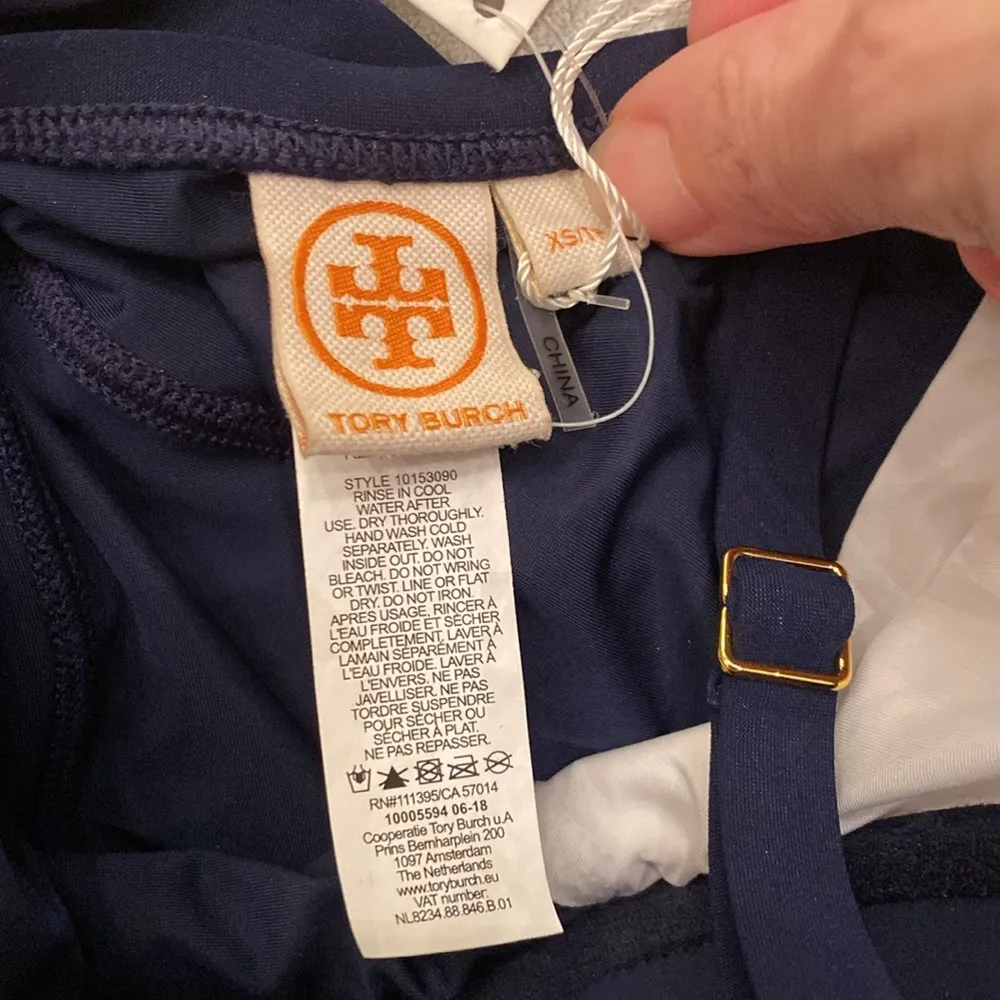 TORY BURCH
CHINA
STYLE 10153090
RINSE IN COOL
WATER AFTER
USE. DRY THOROUGHLY.
HAND WASH COLD
SEPARATELY. WASH
INSIDE OUT. DO NOT
BLEACH. DO NOT WRING
OR TWIST. LINE OR FLAT
DRY. DO NOT IRON.
APRES USAGE, RINCER À
L'EAU FROIDE ET SÉCHER
COMPLETEMENT. LAVER À
LAMAIN SÉPARÉMENT À
L'EAU FROIDE. LAVER À
L'ENVERS. NE PAS
JAVELLISER. NE PAS
TORDRE SUSPENDRE
POUR SÉCHER OU
SÉCHER À PLAT.
NE PAS REPASSER.
RN#111395/CA 57014
10005594 06-18
Cooperatie Tory Burch u.A
Prins Bernharplein 200
1097 Amsterdam
The Netherlands
www.toryburch.eu
VAT number:
NL8234.88.846.B.01